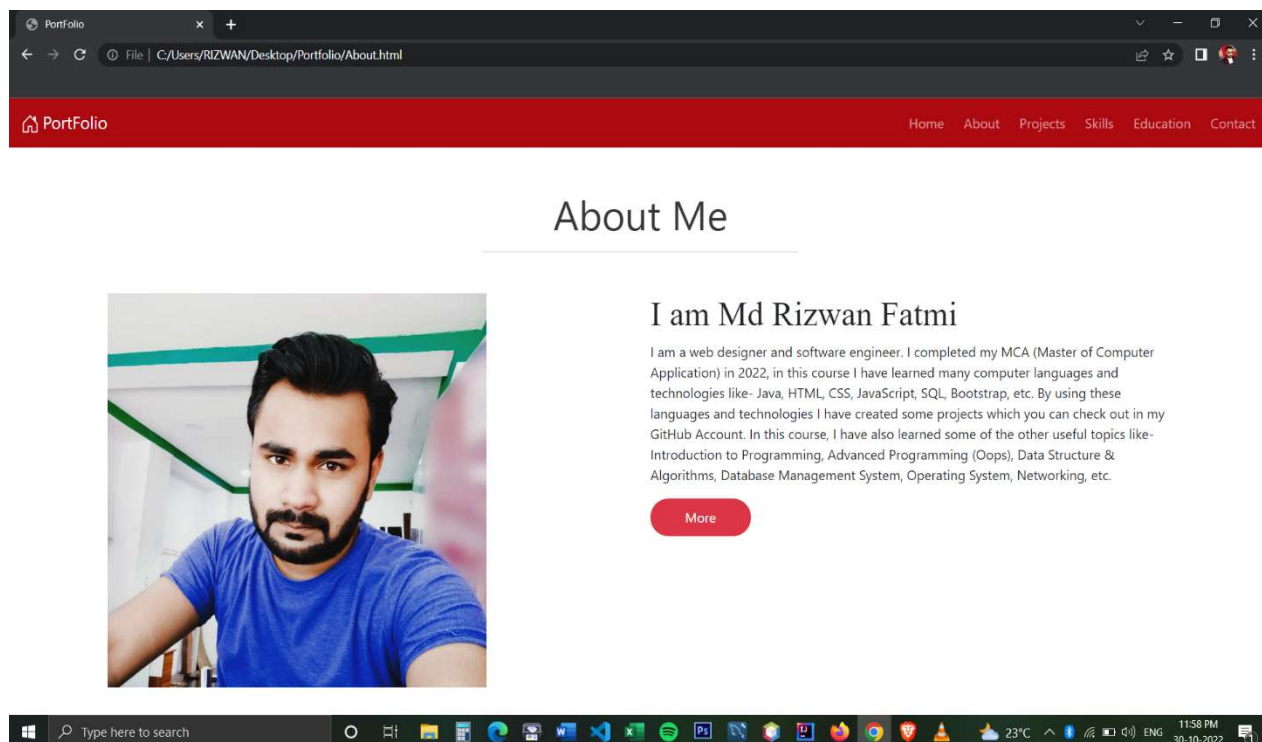 PortFolio
File | C:/Users/RIZWAN/Desktop/Portfolio/About.html
PortFolio
Home About Projects Skills Education Contact
About Me
I am Md Rizwan Fatmi
I am a web designer and software engineer. I completed my MCA (Master of Computer
Application) in 2022, in this course I have learned many computer languages and
technologies like- Java, HTML, CSS, JavaScript, SQL, Bootstrap, etc. By using these
languages and technologies I have created some projects which you can check out in my
GitHub Account. In this course, I have also learned some of the other useful topics like-
Introduction to Programming, Advanced Programming (Oops), Data Structure &
Algorithms, Database Management System, Operating System, Networking, etc.
More
Type here to search
Ps
23°C
ENG
11:58 PM
30-10-2022